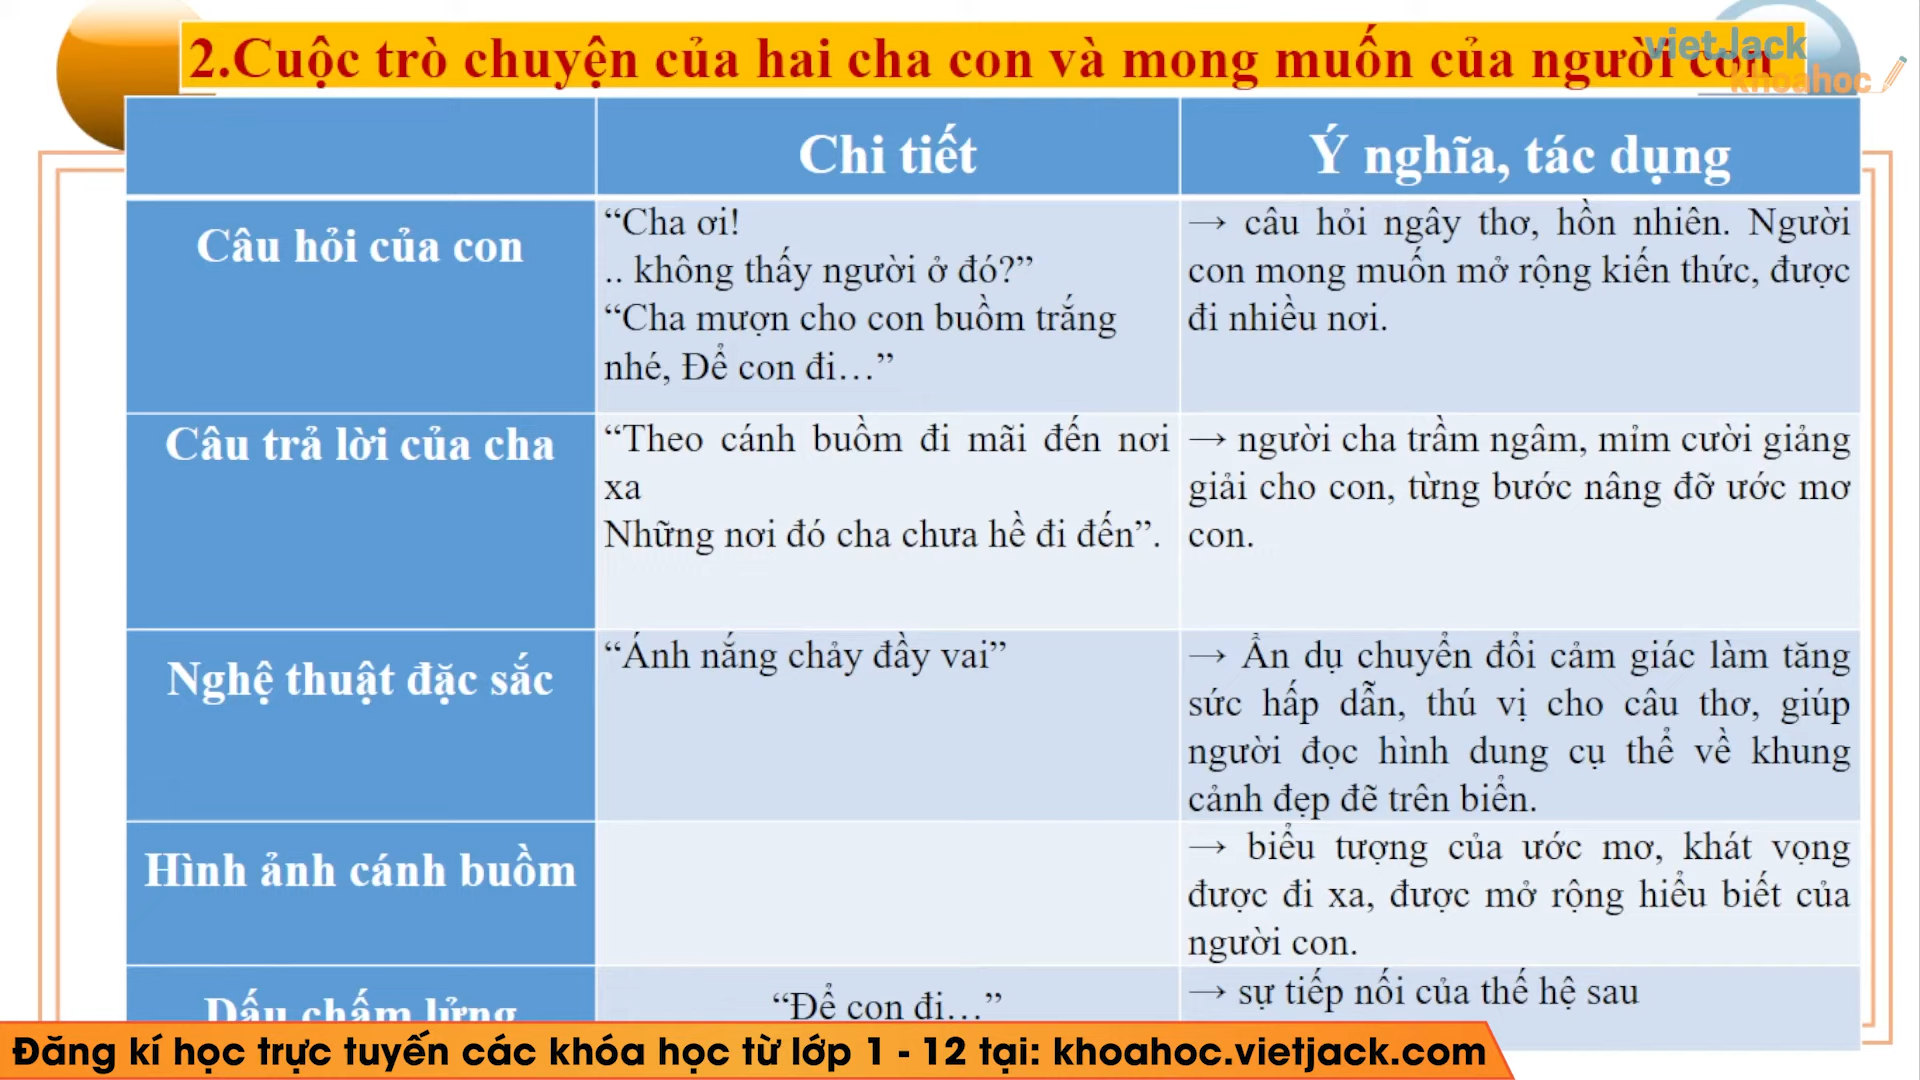 2.Cuộc trò chuyện của hai cha con và mong muốn của người con
vietJack
khoahoc
Chi tiết
Ý nghĩa, tác dụng
Câu hỏi của con
“Cha ơi!
.. không thấy người ở đó?”
“Cha mượn cho con buồm trắng
nhé, Để con đi…”
→ câu hỏi ngây thơ, hồn nhiên. Người
con mong muốn mở rộng kiến thức, được
đi nhiều nơi.
Câu trả lời của cha
“Theo cánh buồm đi mãi đến nơi
xa
Những nơi đó cha chưa hề đi đến”.
→ người cha trầm ngâm, mỉm cười giảng
giải cho con, từng bước nâng đỡ ước mơ
con.
Nghệ thuật đặc sắc
“Ánh nắng chảy đầy vai”
→ Ẩn dụ chuyển đổi cảm giác làm tăng
sức hấp dẫn, thú vị cho câu thơ, giúp
người đọc hình dung cụ thể về khung
cảnh đẹp đẽ trên biển.
Hình ảnh cánh buồm
→ biểu tượng của ước mơ, khát vọng
được đi xa, được mở rộng hiểu biết của
người con.
Dấu chấm lửng
“Để con đi…”
→ sự tiếp nối của thế hệ sau
Đăng kí học trực tuyến các khóa học từ lớp 1 - 12 tại: khoahoc.vietjack.com